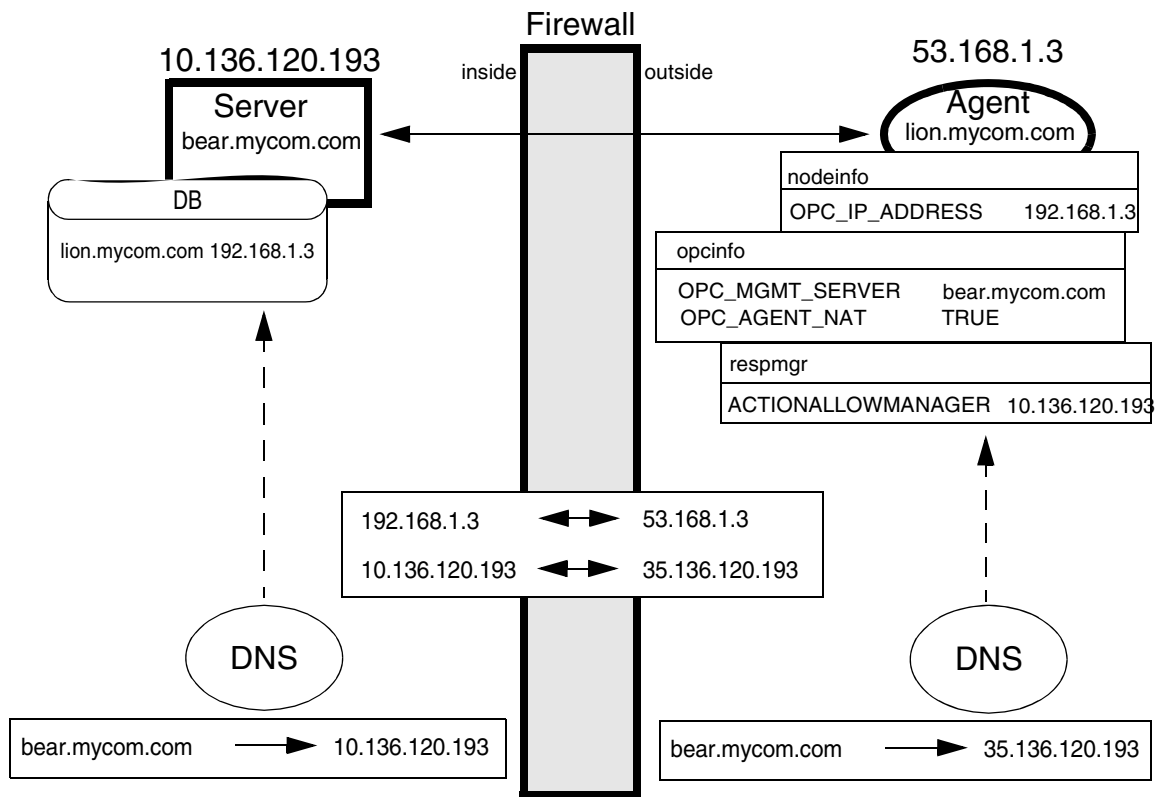 Firewall
10.136.120.193
inside
outside
53.168.1.3
Server
bear.mycom.com
Agent
lion.mycom.com
DB
lion.mycom.com 192.168.1.3
nodeinfo
OPC_IP_ADDRESS 192.168.1.3
opcinfo
OPC_MGMT_SERVER bear.mycom.com
OPC_AGENT_NAT TRUE
respmgr
ACTIONALLOWMANAGER 10.136.120.193
192.168.1.3 53.168.1.3
10.136.120.193 35.136.120.193
DNS
DNS
bear.mycom.com 10.136.120.193
bear.mycom.com 35.136.120.193